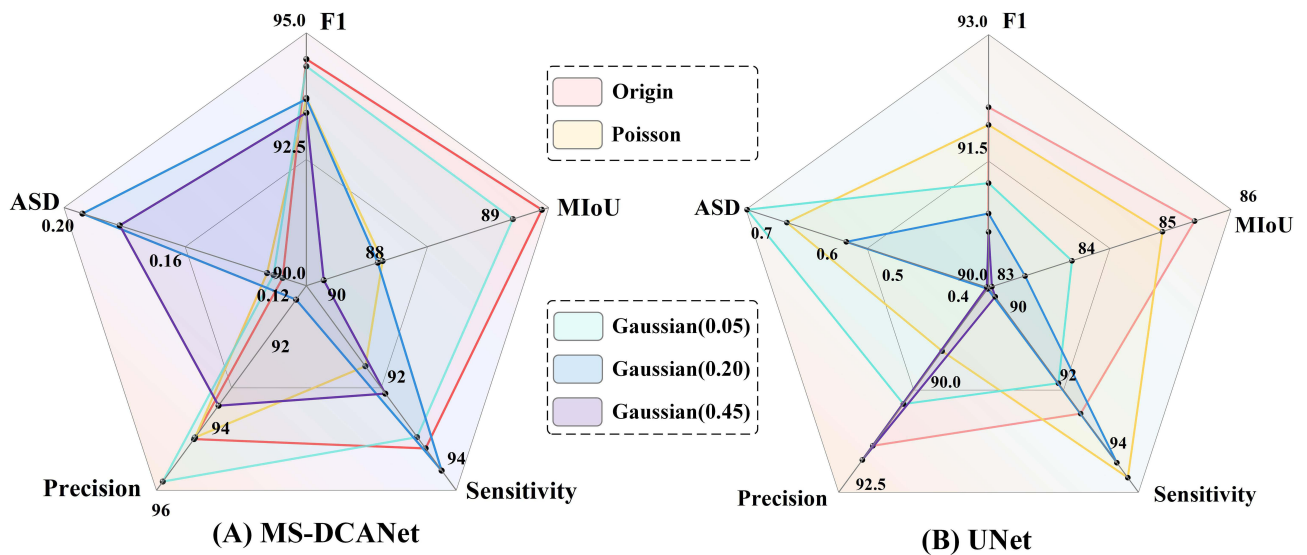 95.0
F1
92.5
ASD
0.20
0.16
0.12
90.0
90
88
89
MIoU
92
92
94
94
Precision
96
Sensitivity
(A) MS-DCANet
Origin
Poisson
Gaussian(0.05)
Gaussian(0.20)
Gaussian(0.45)
93.0
F1
91.5
ASD
0.7
0.6
0.5
0.4
90.0
83
84
85
86
MIoU
90
92
90.0
94
92.5
Precision
Sensitivity
(B) UNet